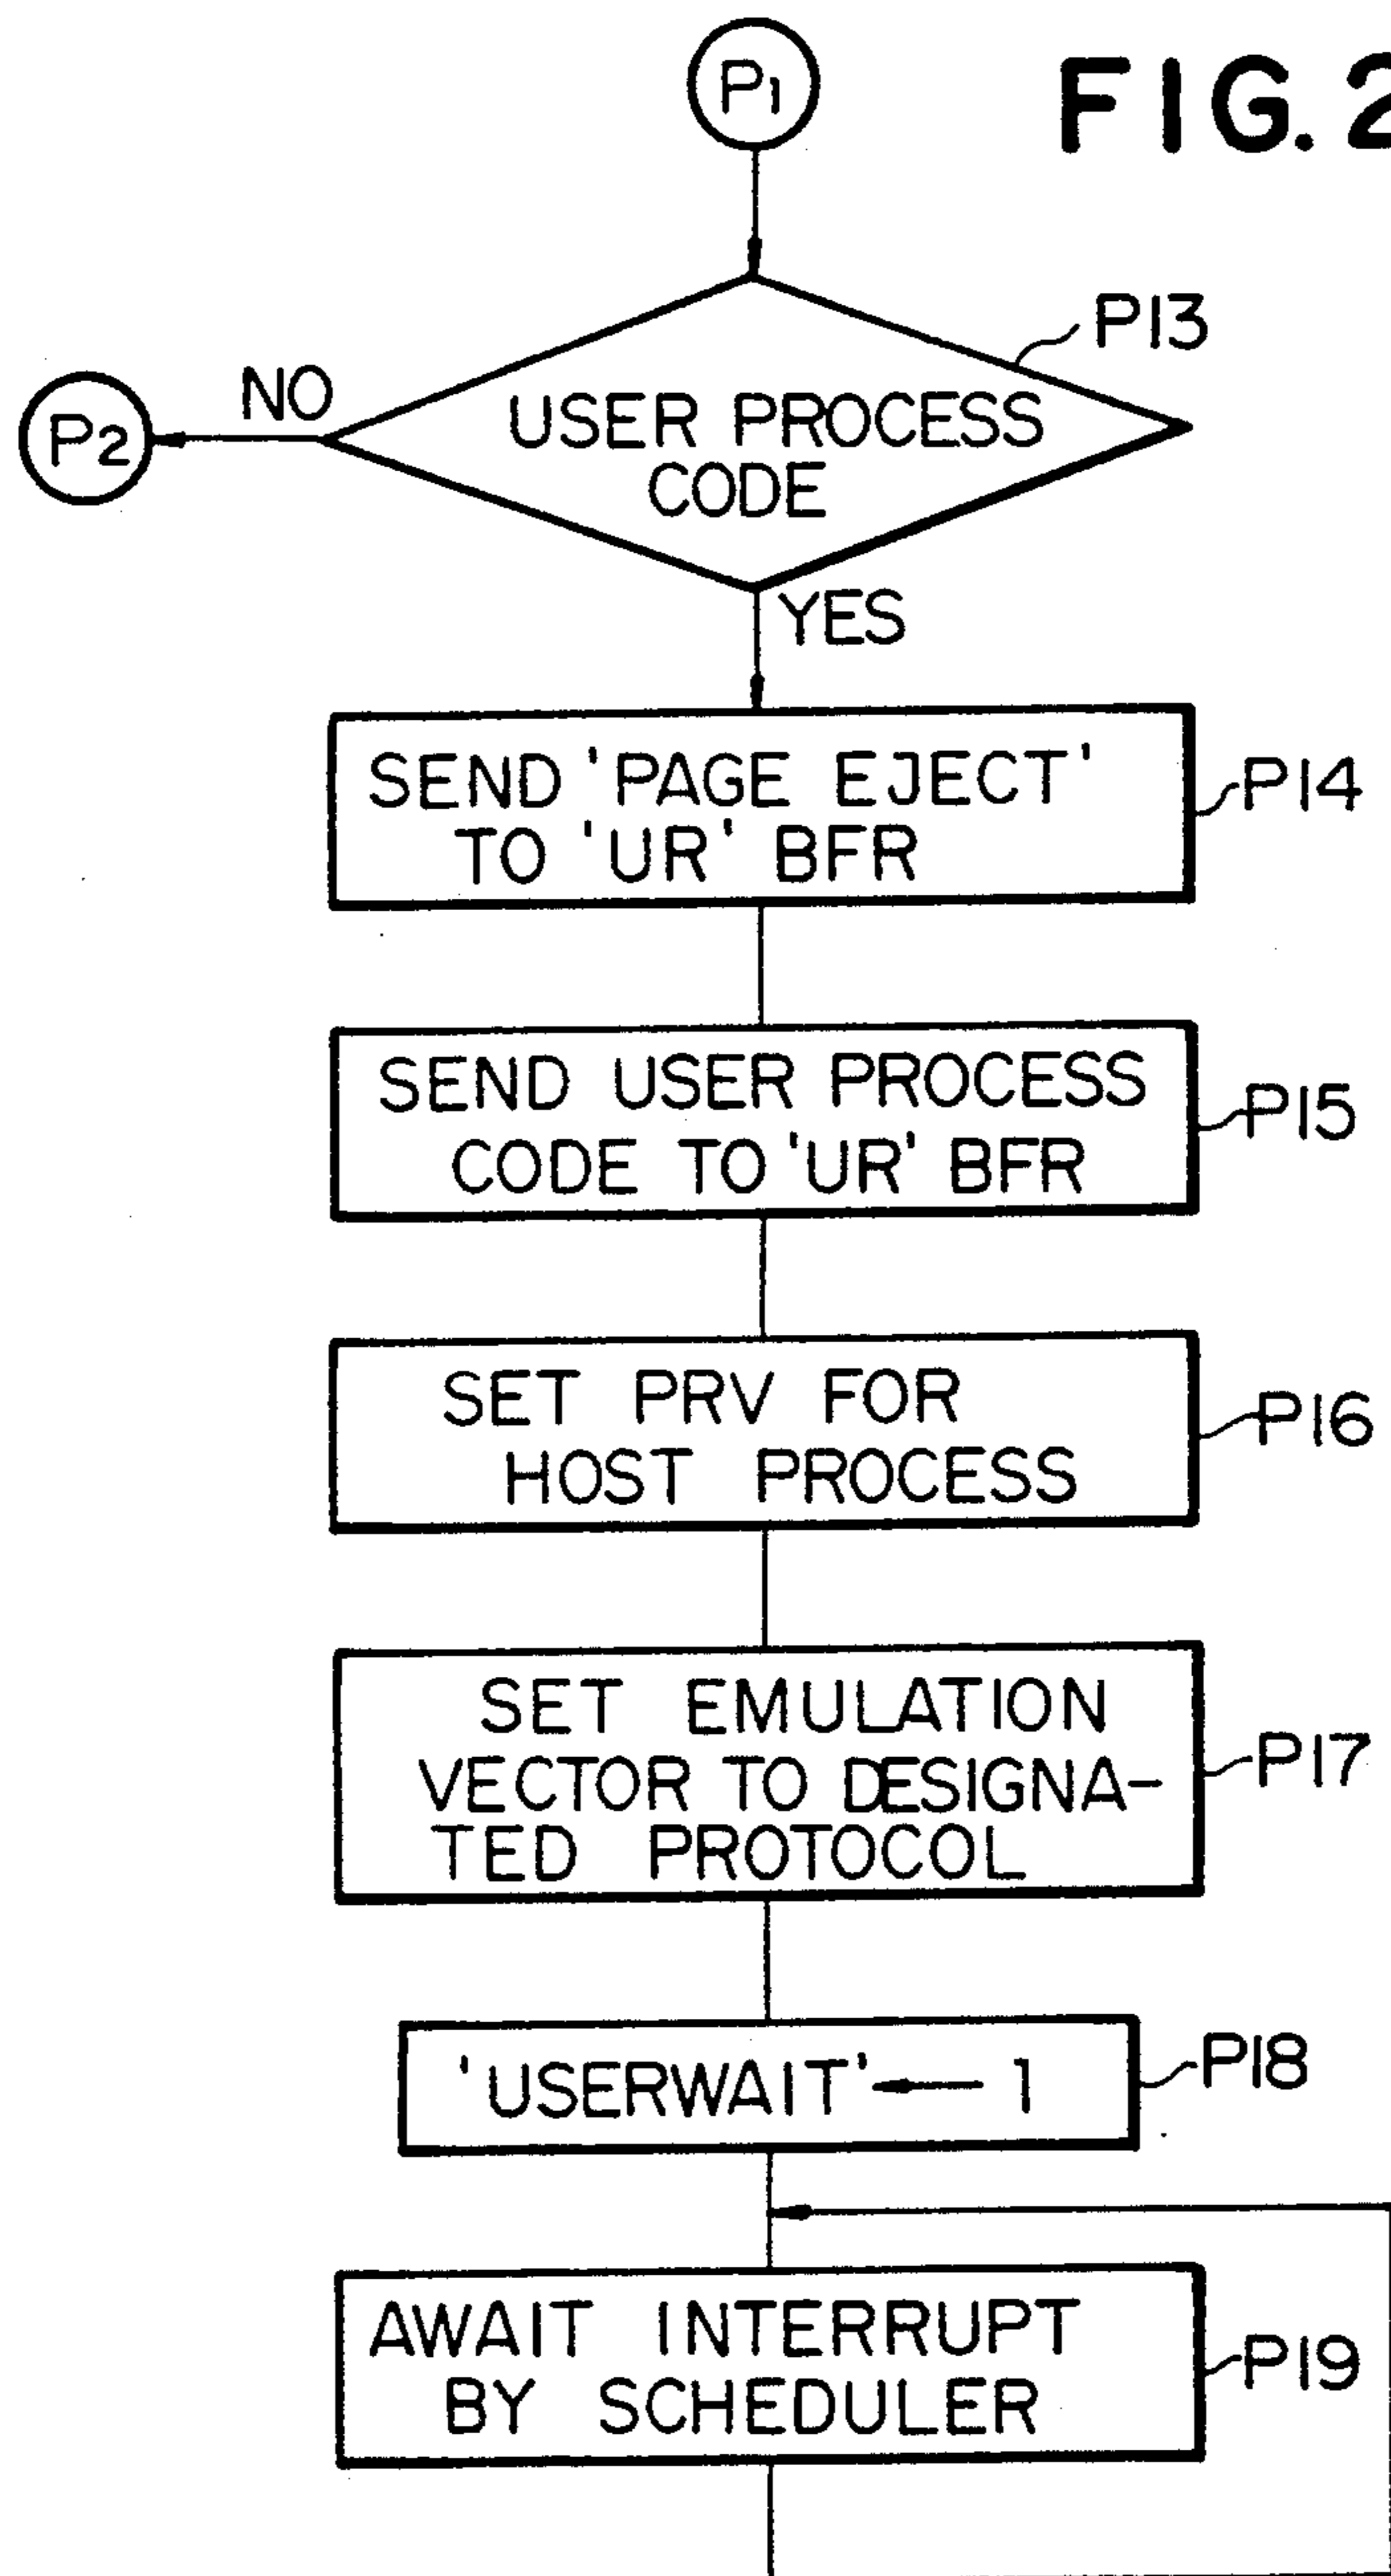 P1
FIG. 2
P13
NO
P2
USER PROCESS
CODE
YES
SEND 'PAGE EJECT'
TO 'UR' BFR
P14
SEND USER PROCESS
CODE TO 'UR' BFR
P15
SET PRV FOR
HOST PROCESS
P16
SET EMULATION
VECTOR TO DESIGNA-
TED PROTOCOL
P17
'USERWAIT' ← 1
P18
AWAIT INTERRUPT
BY SCHEDULER
P19